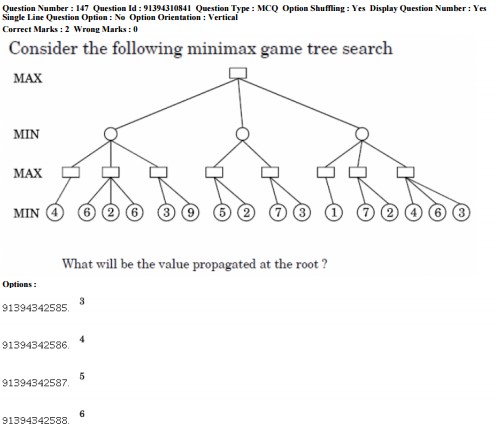 Question Number : 147 Question Id : 91394310841 Question Type : MCQ Option Shuffling : Yes Display Question Number : Yes
Single Line Question Option : No Option Orientation : Vertical
Correct Marks : 2 Wrong Marks : 0
Consider the following minimax game tree search
MAX
MIN
MAX
MIN 4 6 2 6 3 9 5 2 7 3 1 7 2 4 6 3
What will be the value propagated at the root ?
Options :
91394342585. 3
91394342586. 4
91394342587. 5
91394342588. 6